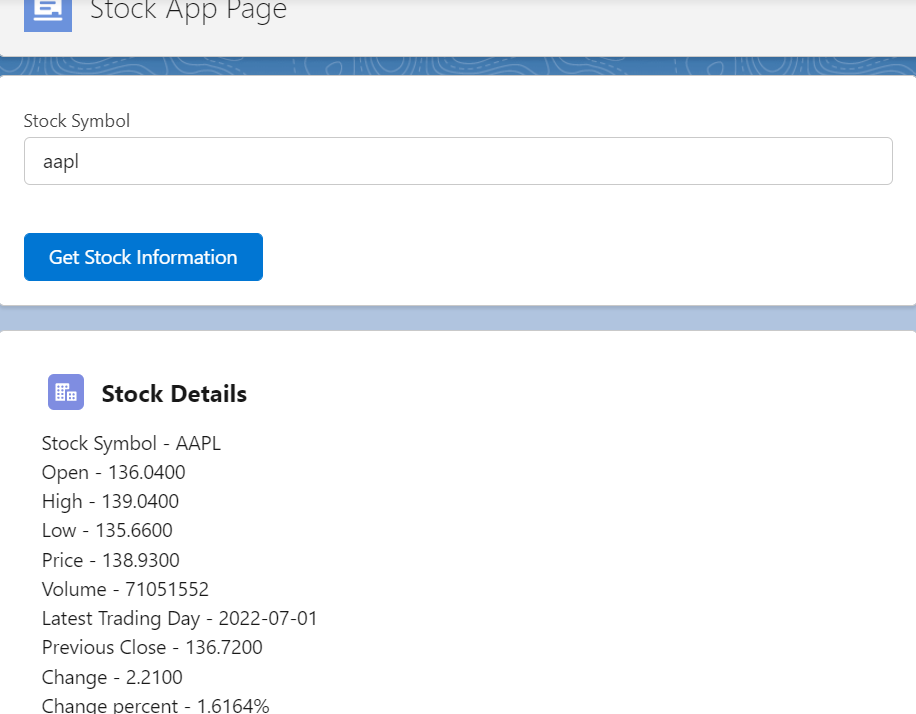 Stock App Page
Stock Symbol
aapl
Get Stock Information
Stock Details
Stock Symbol - AAPL
Open - 136.0400
High - 139.0400
Low - 135.6600
Price - 138.9300
Volume - 71051552
Latest Trading Day - 2022-07-01
Previous Close - 136.7200
Change - 2.2100
Change percent - 1.6164%